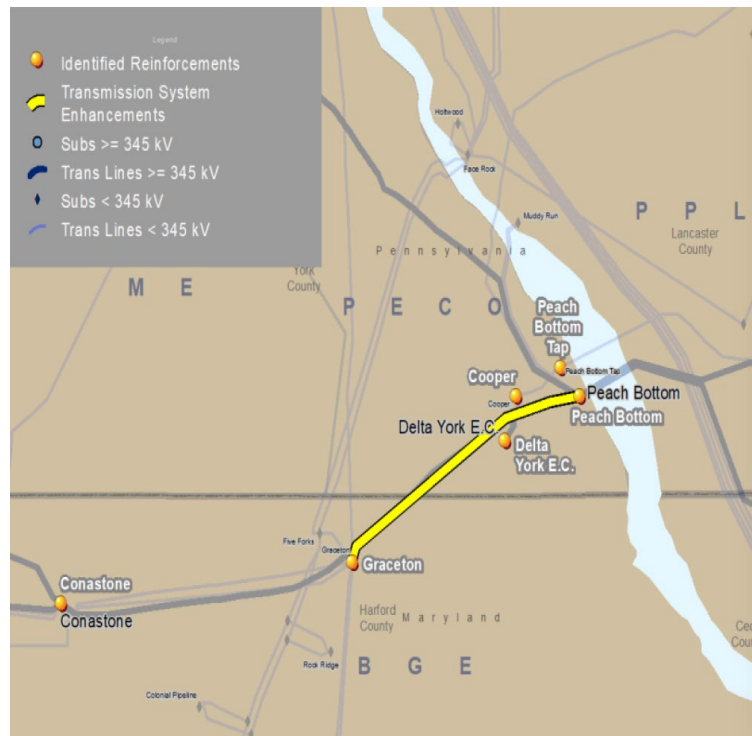 Legend
Identified Reinforcements
Transmission System
Enhancements
Subs >= 345 kV
Trans Lines >= 345 kV
Subs < 345 kV
Trans Lines < 345 kV
Holtwood
Face Rock
Muddy Run
P P L
Lancaster
County
Pennsylvania
York
County
M E
P E C O
Peach
Bottom
Tap
Peach Bottom Tap
Cooper
Cooper
Peach Bottom
Peach Bottom
Delta York E.C.
Delta
York E.C.
Five Forks
Graceton
Graceton
Conastone
Conastone
Harford
County
Maryland
Rock Ridge
B G E
Colonial Pipeline